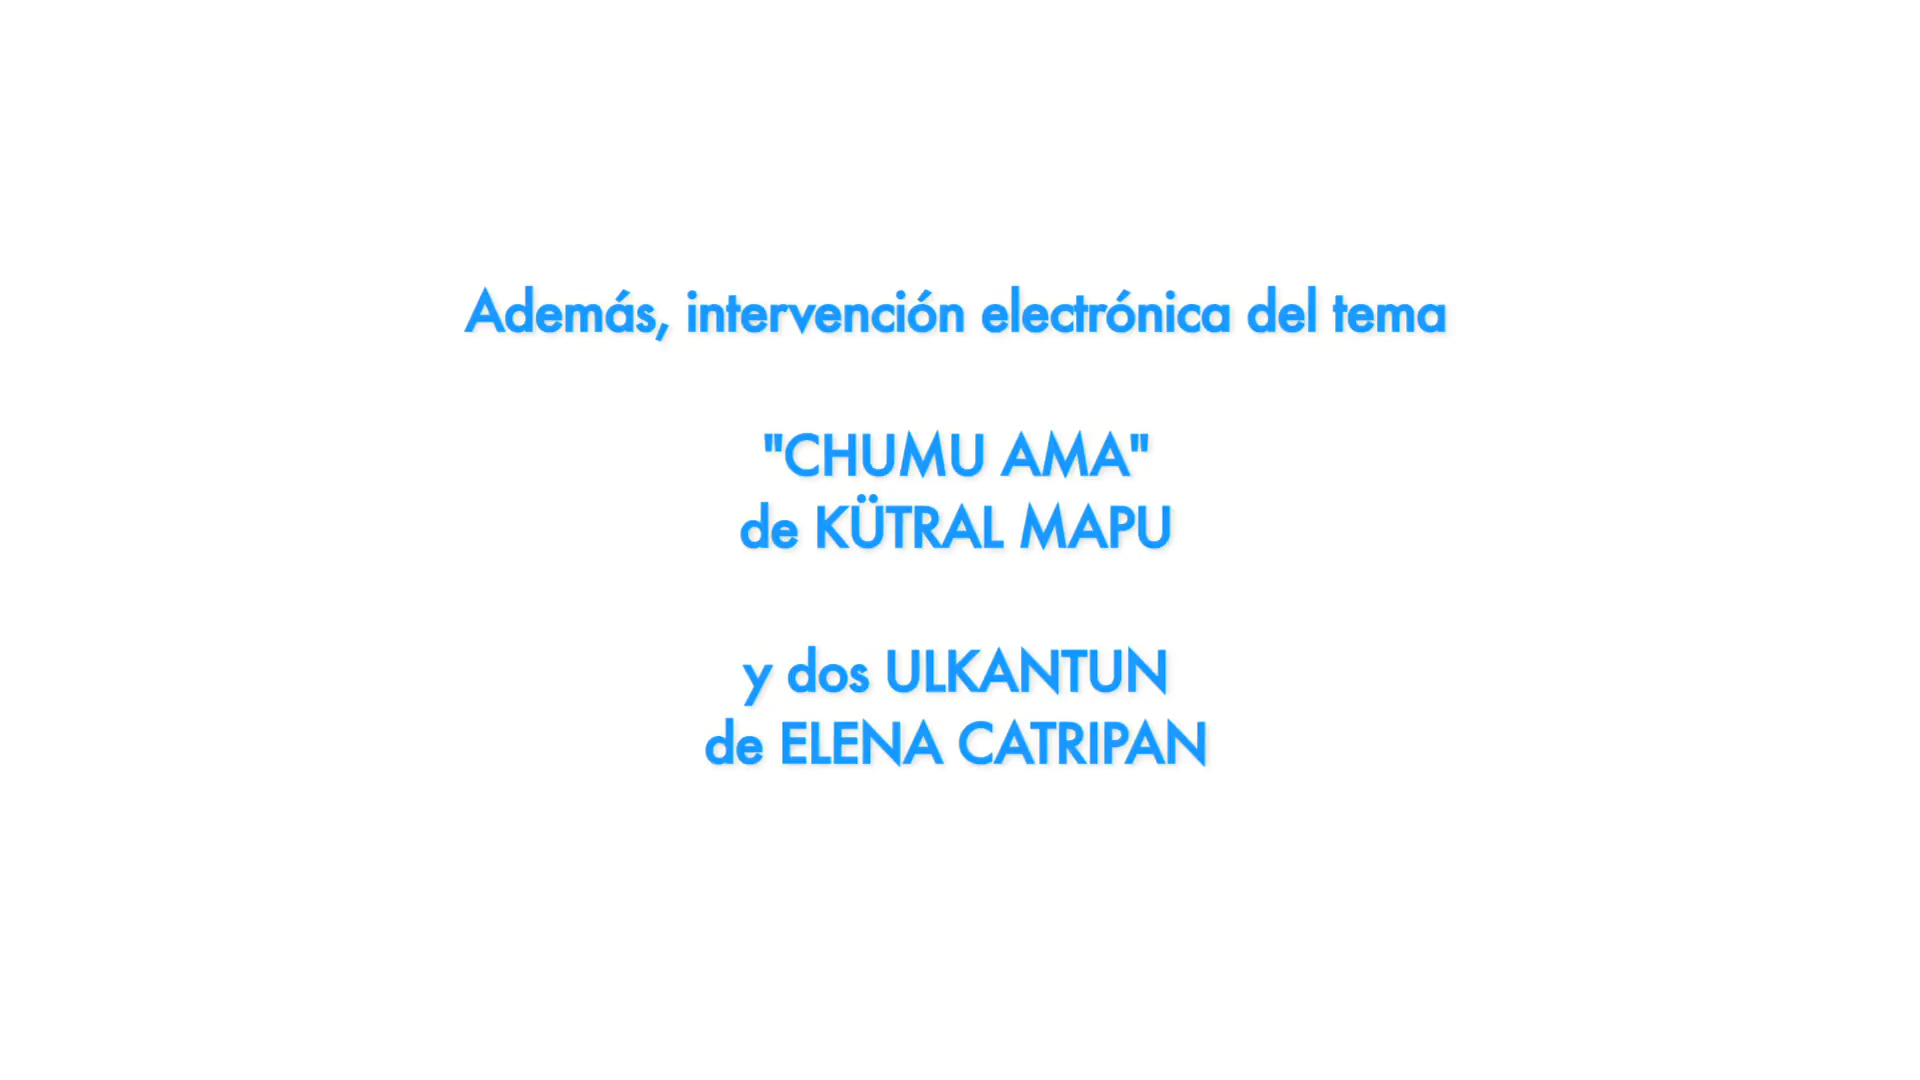 Además, intervención electrónica del tema
"CHUMU AMA"
de KÜTRAL MAPU
y dos ULKANTUN
de ELENA CATRIPAN